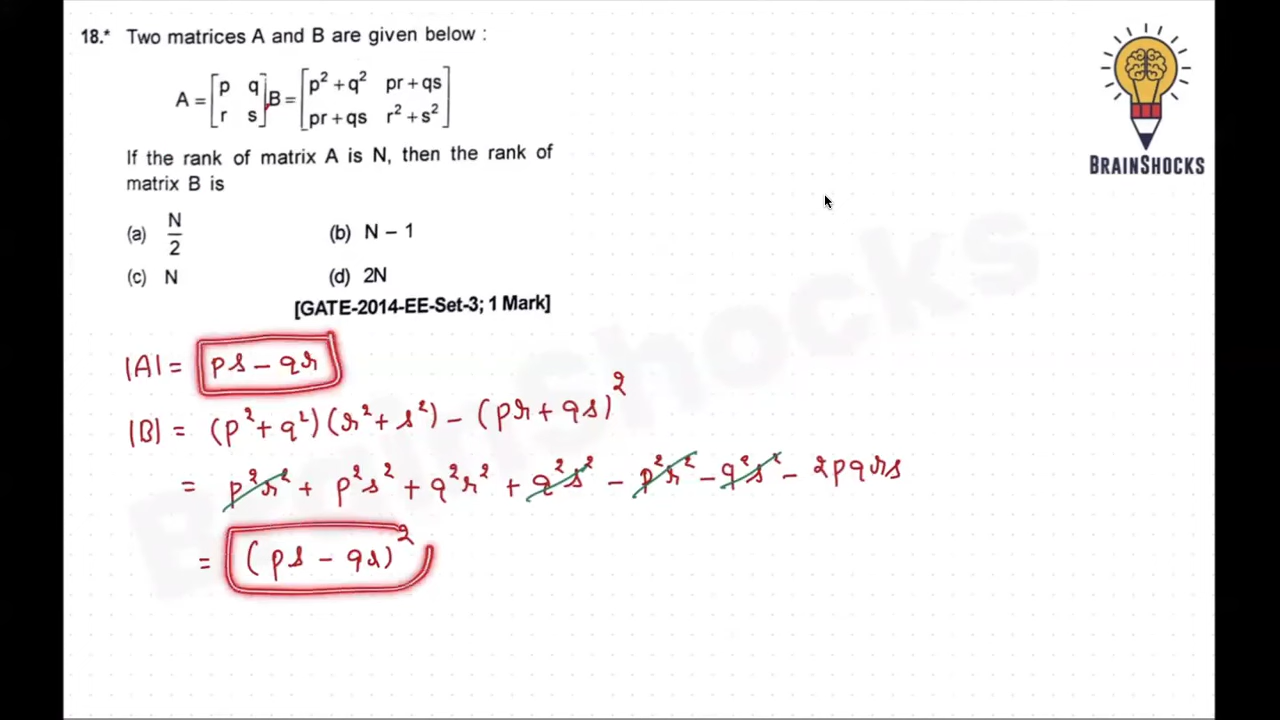 18.* Two matrices A and B are given below :
A = [p q r s], B = [p² + q² pr + qs pr + qs r² + s²]
If the rank of matrix A is N, then the rank of
matrix B is
(a) N/2 (b) N − 1
(c) N (d) 2N
[GATE-2014-EE-Set-3; 1 Mark]
|A| = ps − qr
|B| = (p² + q²)(r² + s²) − (pr + qs)²
= p²r² + p²s² + q²r² + q²s² − p²r² − q²s² − 2pqrs
= (ps − qr)²
BRAINSHOCKS
BrainShocks